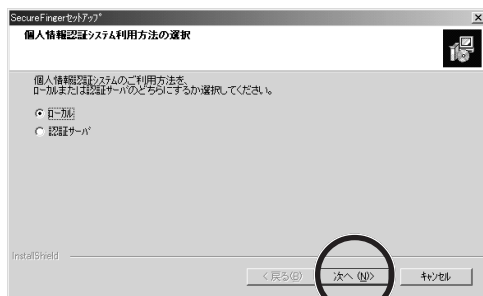 SecureFingerｾｯﾄｱｯﾌﾟ
個人情報認証ｼｽﾃﾑ利用方法の選択
個人情報認証ｼｽﾃﾑのご利用方法を、
ﾛｰｶﾙまたは認証ｻｰﾊﾞのどちらにするか選択してください。
ﾛｰｶﾙ
認証ｻｰﾊﾞ
InstallShield
< 戻る(B)
次へ (N)>
ｷｬﾝｾﾙ